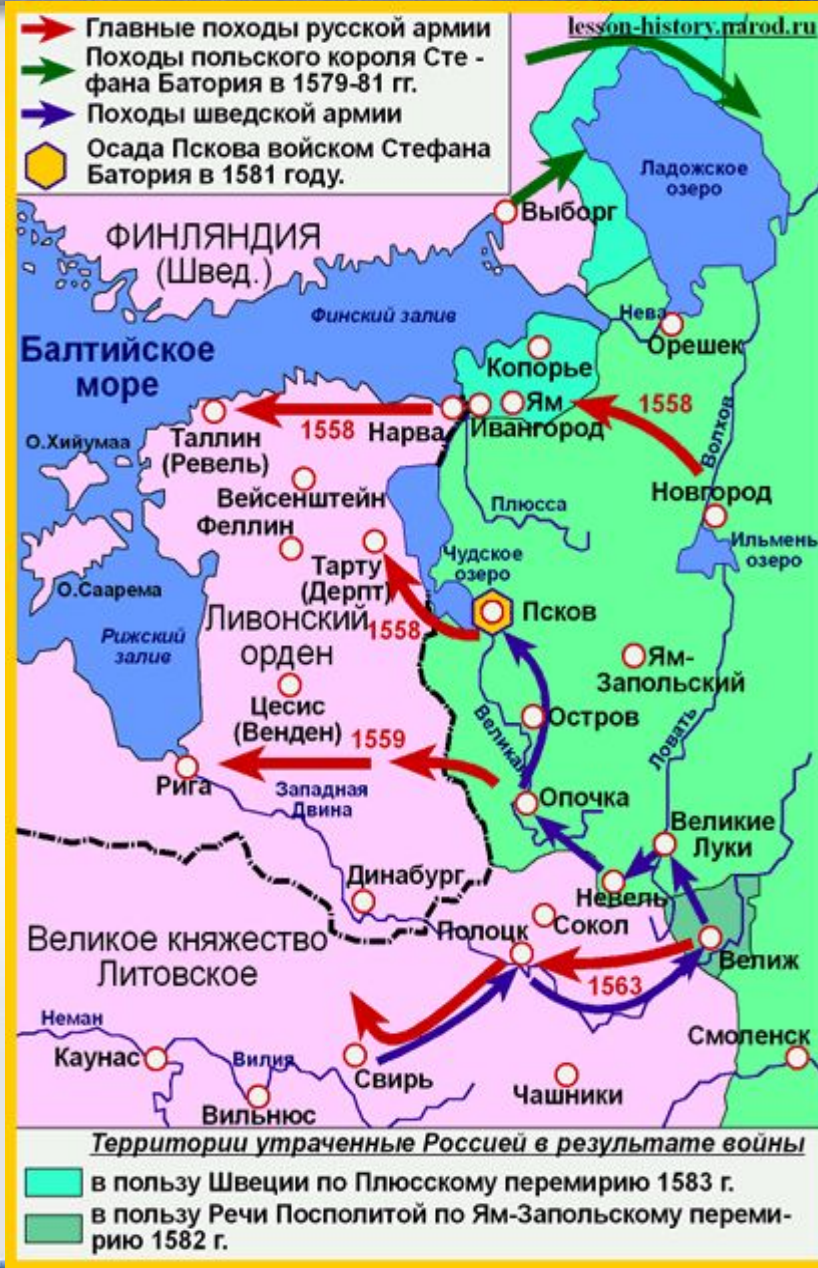 lesson-history.narod.ru
Главные походы русской армии
Походы польского короля Сте -
фана Батория в 1579-81 гг.
Походы шведской армии
Осада Пскова войском Стефана
Батория в 1581 году.
Ладожское
озеро
Выборг
ФИНЛЯНДИЯ
(Швед.)
Финский залив
Нева
Орешек
Балтийское
море
Копорье
Ям
1558
1558
Нарва
Ивангород
Волхов
Таллин
(Ревель)
О.Хийумаа
Вейсенштейн
Новгород
Плюсса
Феллин
Ильмень
озеро
Тарту
(Дерпт)
Чудское
озеро
О.Саарема
Псков
Ливонский
орден
1558
Рижский
залив
Ям-
Запольский
Цесис
(Венден)
Остров
Великая
Ловать
1559
Рига
Западная
Двина
Опочка
Великие
Луки
Динабург
Невель
Сокол
Полоцк
Великое княжество
Литовское
Велиж
1563
Неман
Смоленск
Каунас
Вилия
Свирь
Чашники
Вильнюс
Территории утраченные Россией в результате войны
в пользу Швеции по Плюсскому перемирию 1583 г.
в пользу Речи Посполитой по Ям-Запольскому переми-
рию 1582 г.